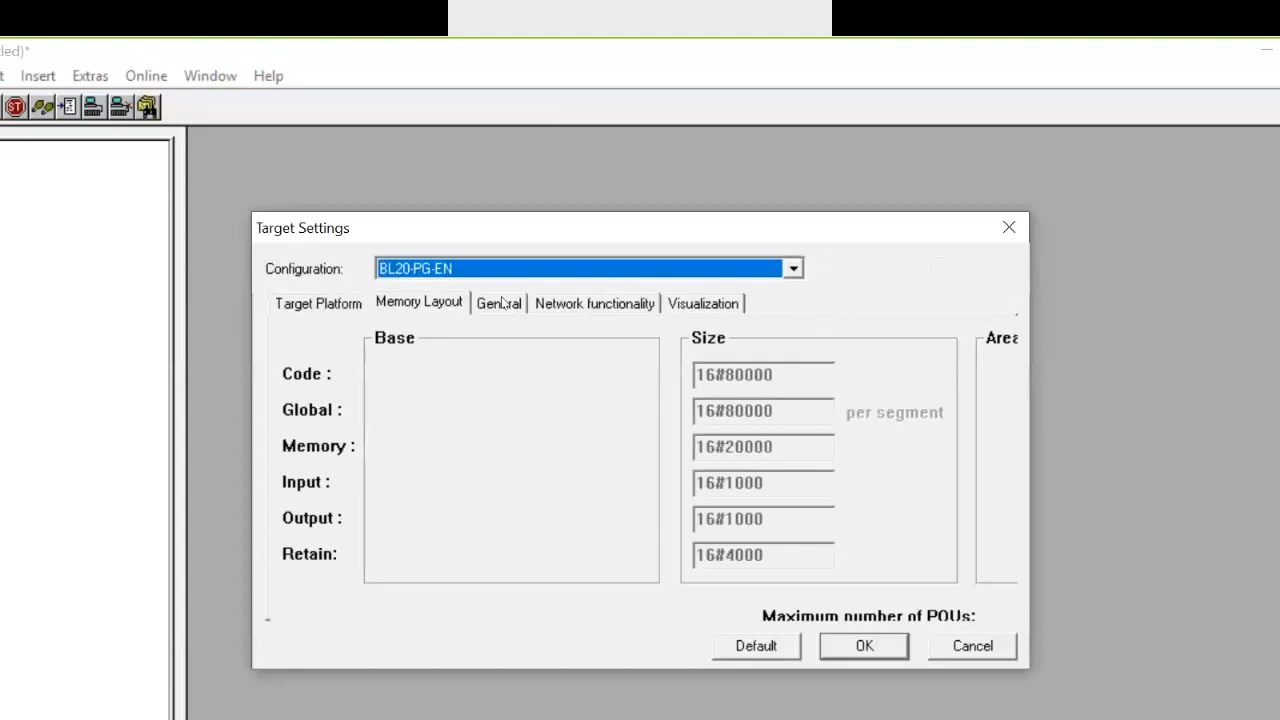 led)*
t Insert Extras Online Window Help
ST
Target Settings
Configuration: BL20-PG-EN
Target Platform Memory Layout General Network functionality Visualization
Base Size Area
Code : 16#80000
Global : 16#80000 per segment
Memory : 16#20000
Input : 16#1000
Output : 16#1000
Retain: 16#4000
Maximum number of POUs:
Default OK Cancel